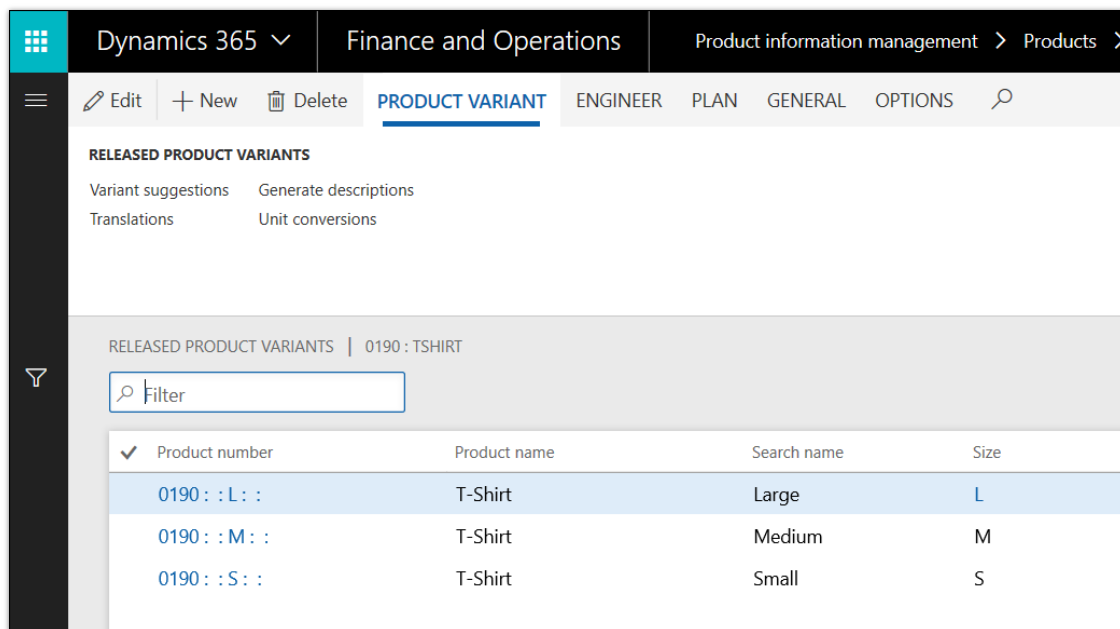 Dynamics 365 Finance and Operations Product information management > Products >
Edit + New Delete PRODUCT VARIANT ENGINEER PLAN GENERAL OPTIONS
RELEASED PRODUCT VARIANTS
Variant suggestions Generate descriptions
Translations Unit conversions
RELEASED PRODUCT VARIANTS | 0190 : TSHIRT
Filter
Product number Product name Search name Size
0190 : : L : : T-Shirt Large L
0190 : : M : : T-Shirt Medium M
0190 : : S : : T-Shirt Small S